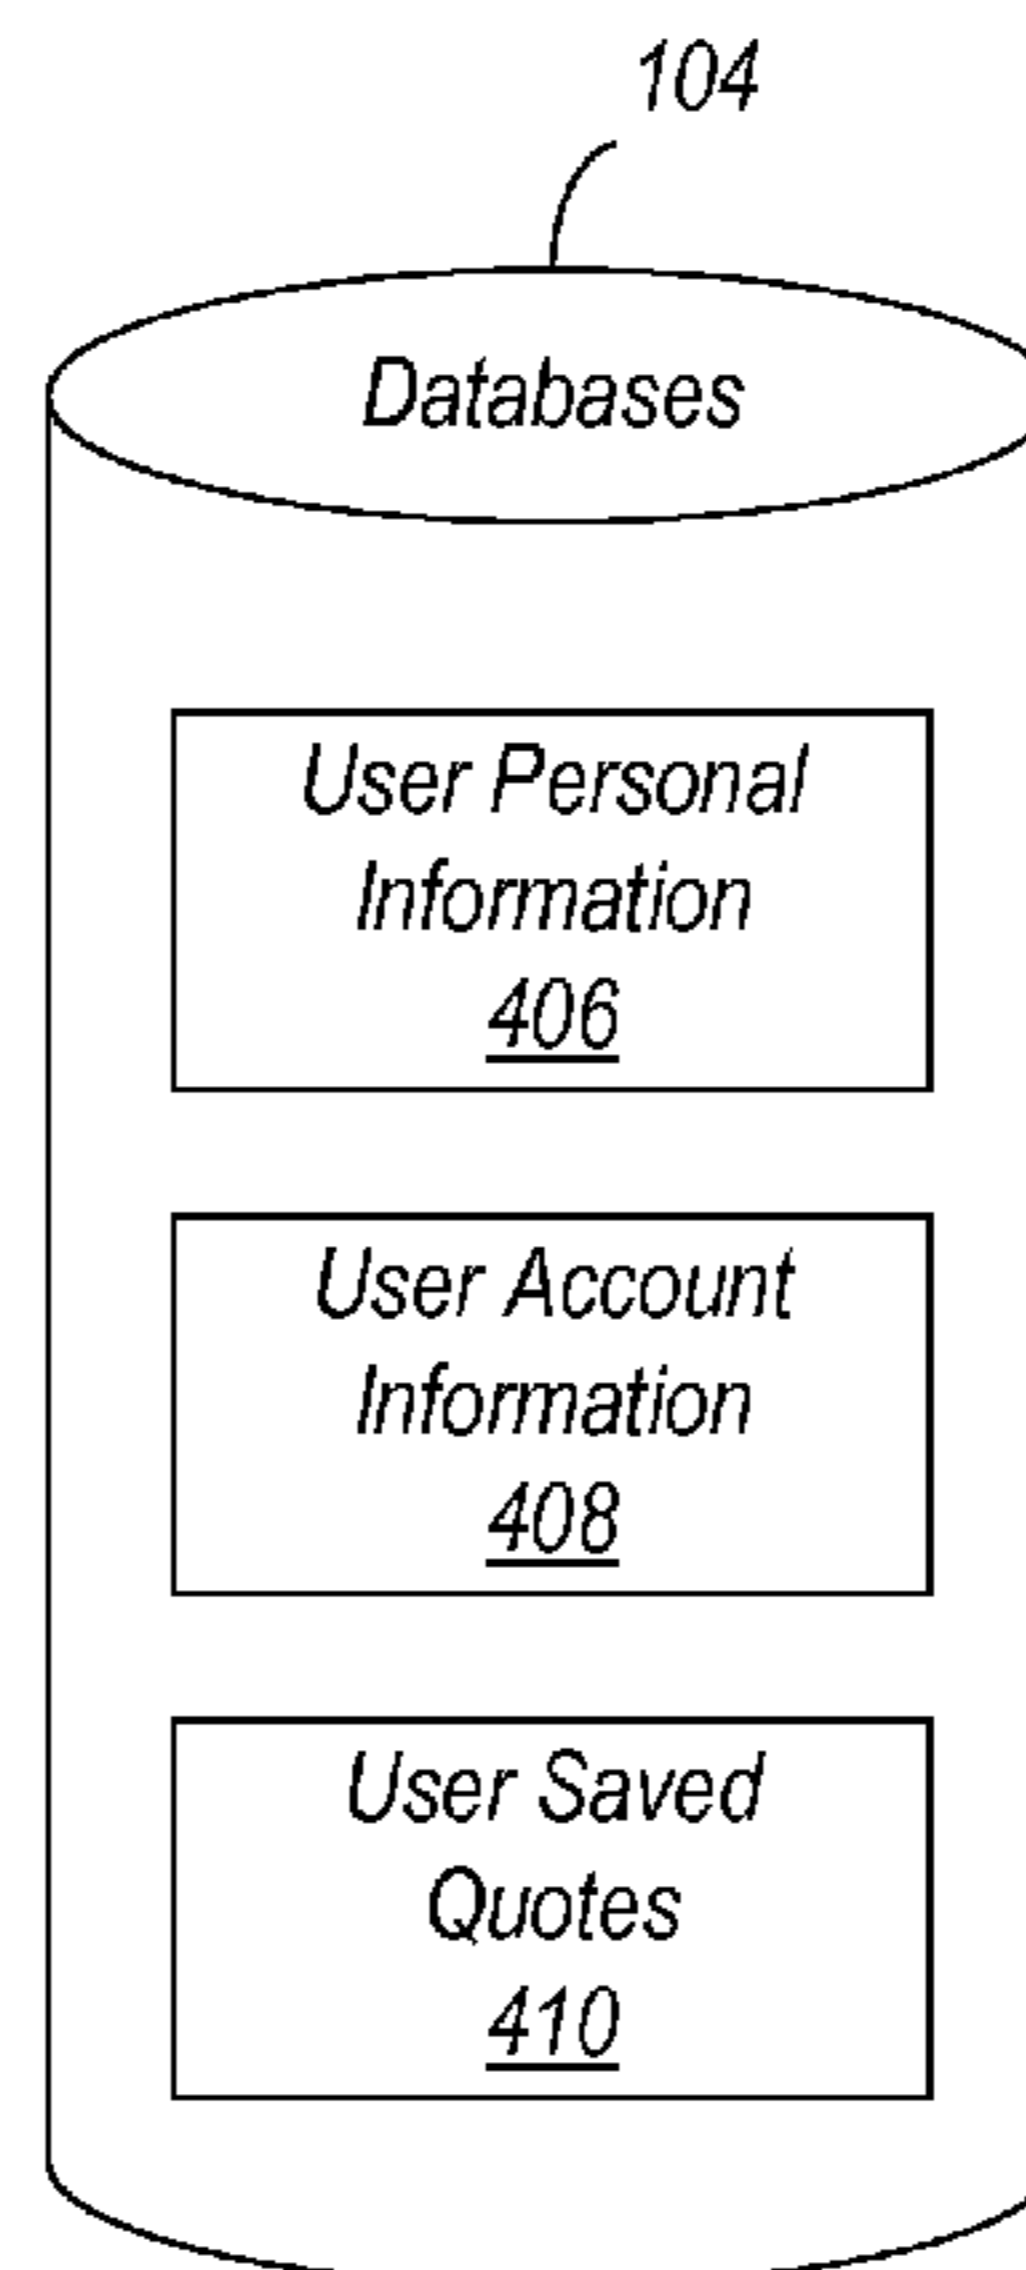 104
Databases
User Personal
Information
406
User Account
Information
408
User Saved
Quotes
410